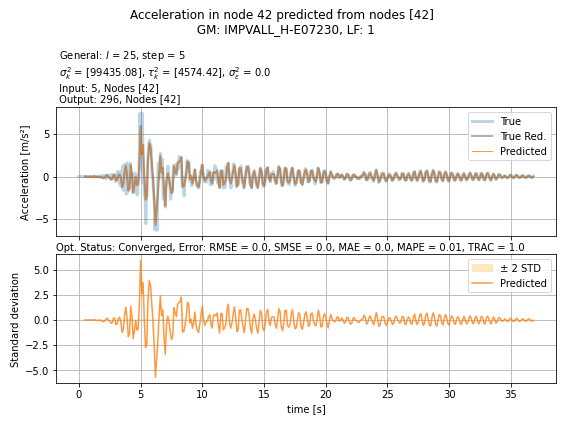 Acceleration in node 42 predicted from nodes [42]
GM: IMPVALL_H-E07230, LF: 1
General: l = 25, step = 5
σ²ₖ = [99435.08], τ²ₖ = [4574.42], σ²ₑ = 0.0
Input: 5, Nodes [42]
Output: 296, Nodes [42]
Acceleration [m/s²]
5
0
−5
True
True Red.
Predicted
Opt. Status: Converged, Error: RMSE = 0.0, SMSE = 0.0, MAE = 0.0, MAPE = 0.01, TRAC = 1.0
Standard deviation
5.0
2.5
0.0
−2.5
−5.0
± 2 STD
Predicted
0 5 10 15 20 25 30 35
time [s]